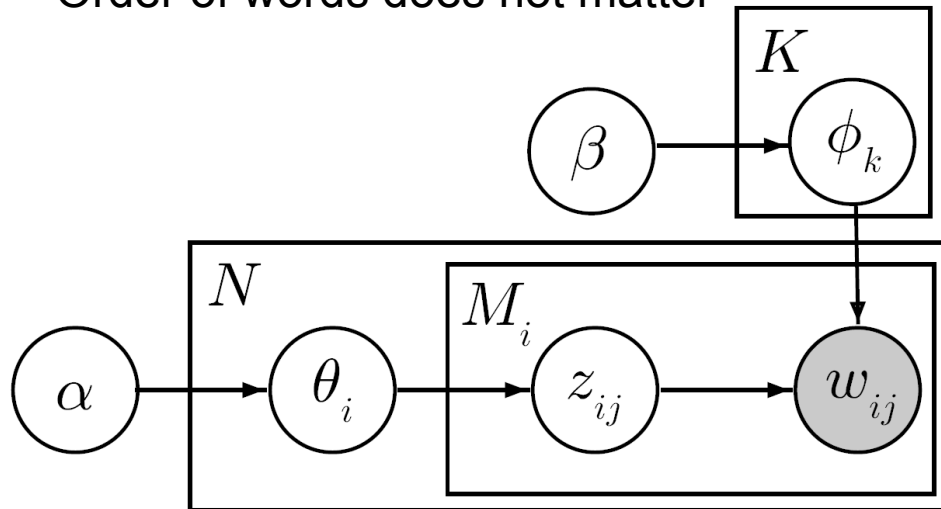 Order of words does not matter
K
β
ϕₖ
N
Mᵢ
α
θᵢ
zᵢⱼ
wᵢⱼ